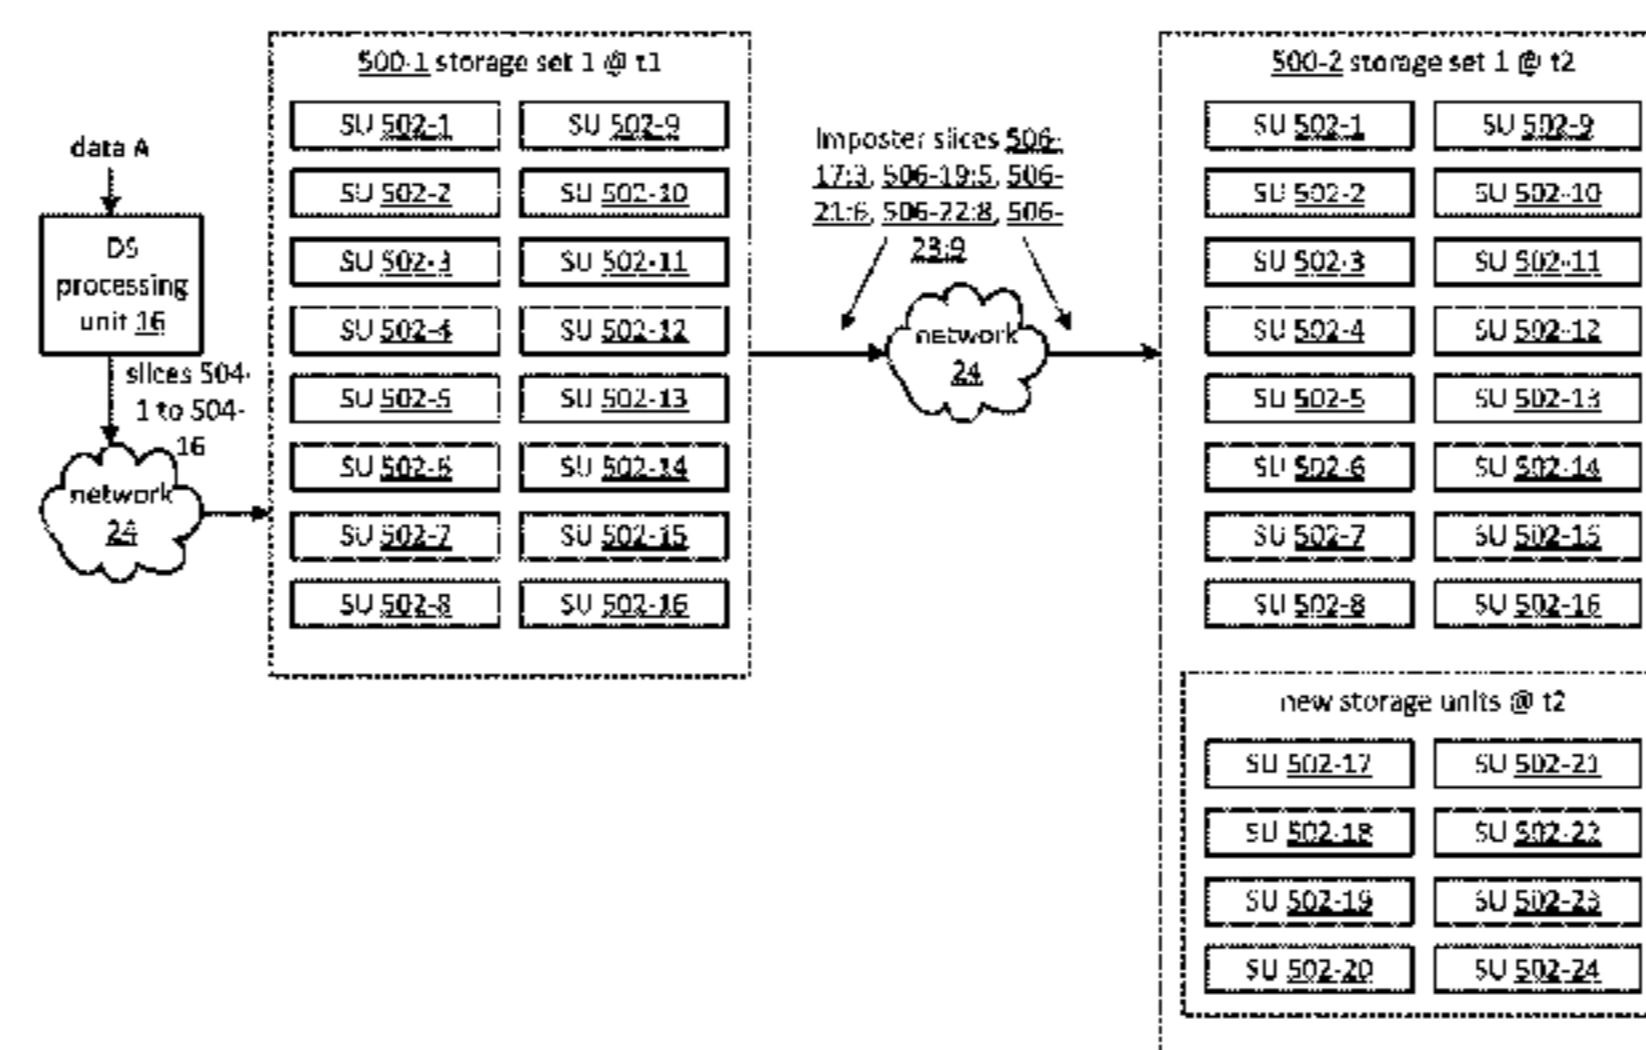 data A
DS
processing
unit 16
slices 504-
1 to 504-
16
network
24
500-1 storage set 1 @ t1
SU 502-1
SU 502-9
SU 502-2
SU 502-10
SU 502-3
SU 502-11
SU 502-4
SU 502-12
SU 502-5
SU 502-13
SU 502-6
SU 502-14
SU 502-7
SU 502-15
SU 502-8
SU 502-16
Imposter slices 506-
17:3, 506-19:5, 506-
21:6, 506-22:8, 506-
23:9
network
24
500-2 storage set 1 @ t2
SU 502-1
SU 502-9
SU 502-2
SU 502-10
SU 502-3
SU 502-11
SU 502-4
SU 502-12
SU 502-5
SU 502-13
SU 502-6
SU 502-14
SU 502-7
SU 502-15
SU 502-8
SU 502-16
new storage units @ t2
SU 502-17
SU 502-21
SU 502-18
SU 502-22
SU 502-19
SU 502-23
SU 502-20
SU 502-24